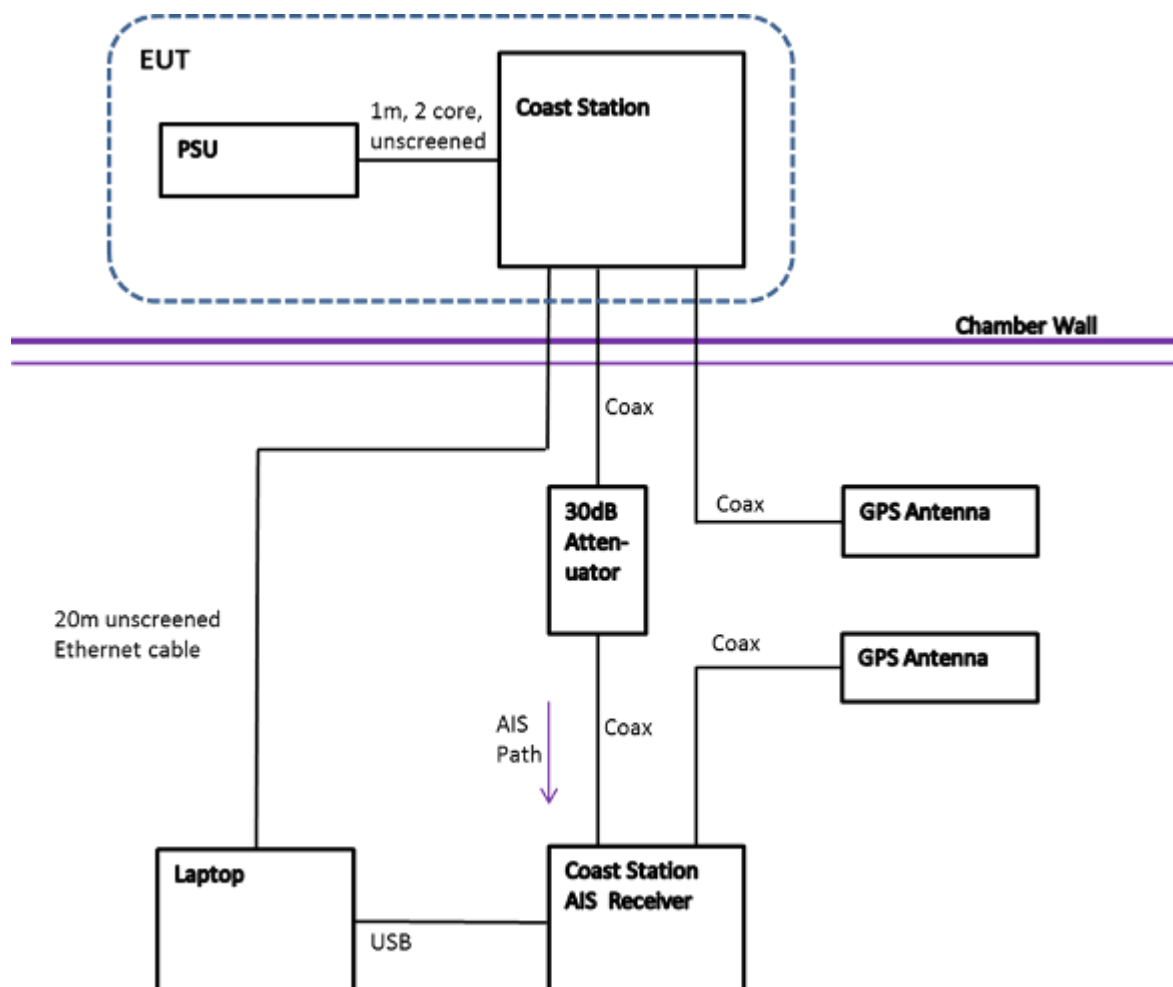 EUT
1m, 2 core,
unscreened
Coast Station
PSU
Chamber Wall
Coax
30dB
Atten-
uator
Coax
GPS Antenna
20m unscreened
Ethernet cable
Coax
GPS Antenna
AIS
Path
Coax
Laptop
USB
Coast Station
AIS Receiver